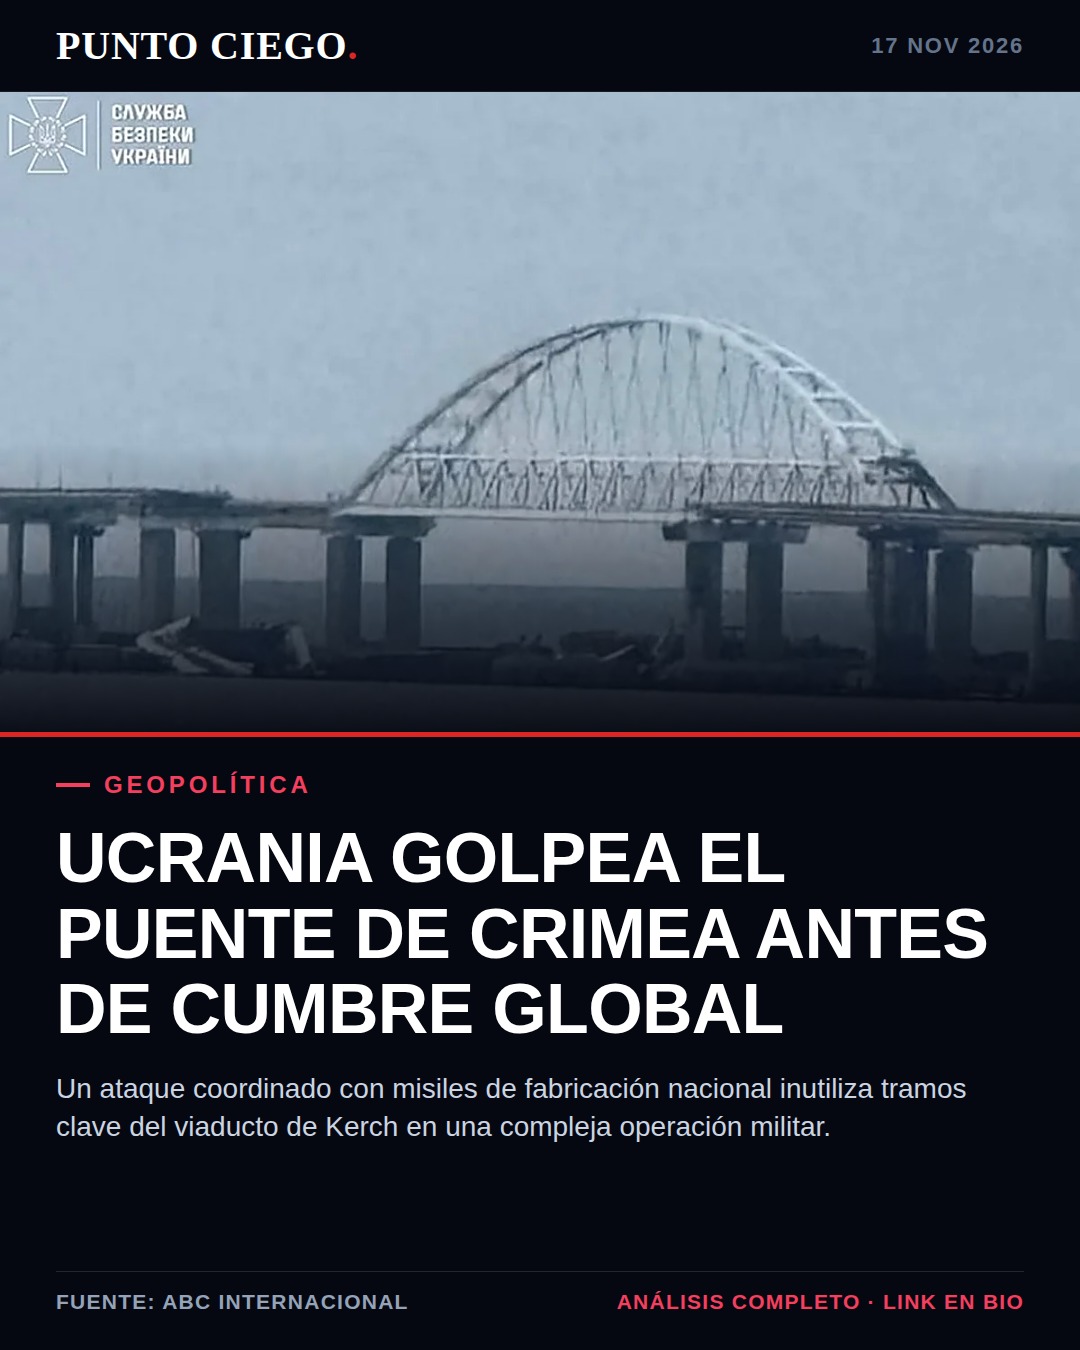 PUNTO CIEGO.
17 NOV 2026
СЛУЖБА
БЕЗПЕКИ
УКРАЇНИ
GEOPOLÍTICA
UCRANIA GOLPEA EL
PUENTE DE CRIMEA ANTES
DE CUMBRE GLOBAL
Un ataque coordinado con misiles de fabricación nacional inutiliza tramos
clave del viaducto de Kerch en una compleja operación militar.
FUENTE: ABC INTERNACIONAL
ANÁLISIS COMPLETO · LINK EN BIO